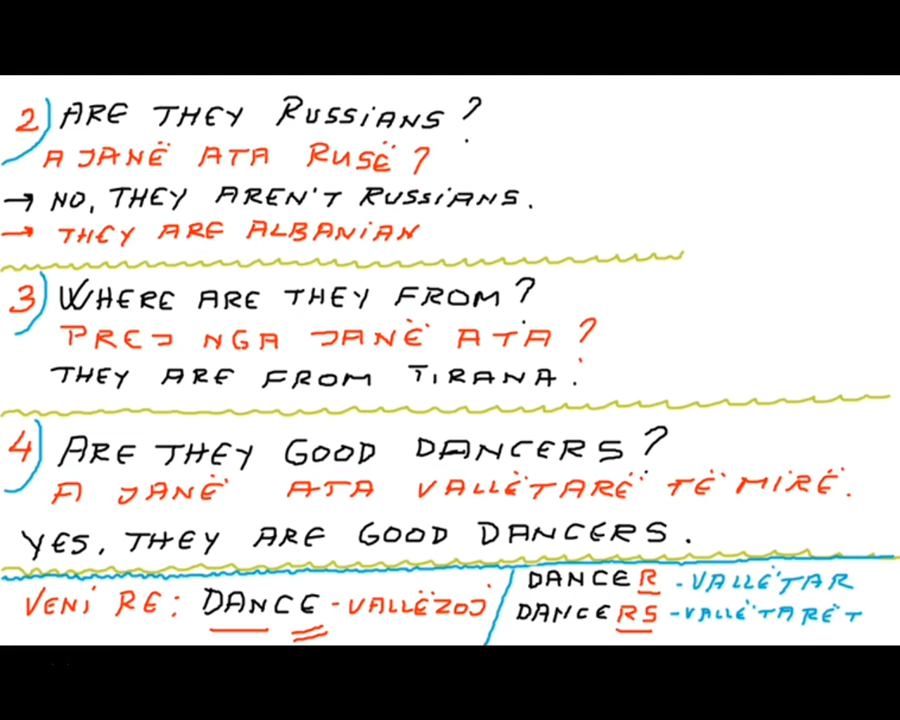 2) ARE THEY RUSSIANS?
A JANË ATA RUSË?
→ NO, THEY AREN'T RUSSIANS.
→ THEY ARE ALBANIAN
3) WHERE ARE THEY FROM?
PREJ NGA JANË ATA?
THEY ARE FROM TIRANA.
4) ARE THEY GOOD DANCERS?
A JANË ATA VALLËTARË TË MIRË.
YES, THEY ARE GOOD DANCERS.
VENI RE: DANCE - VALLËZOJ
DANCER - VALLËTAR
DANCERS - VALLËTARËT